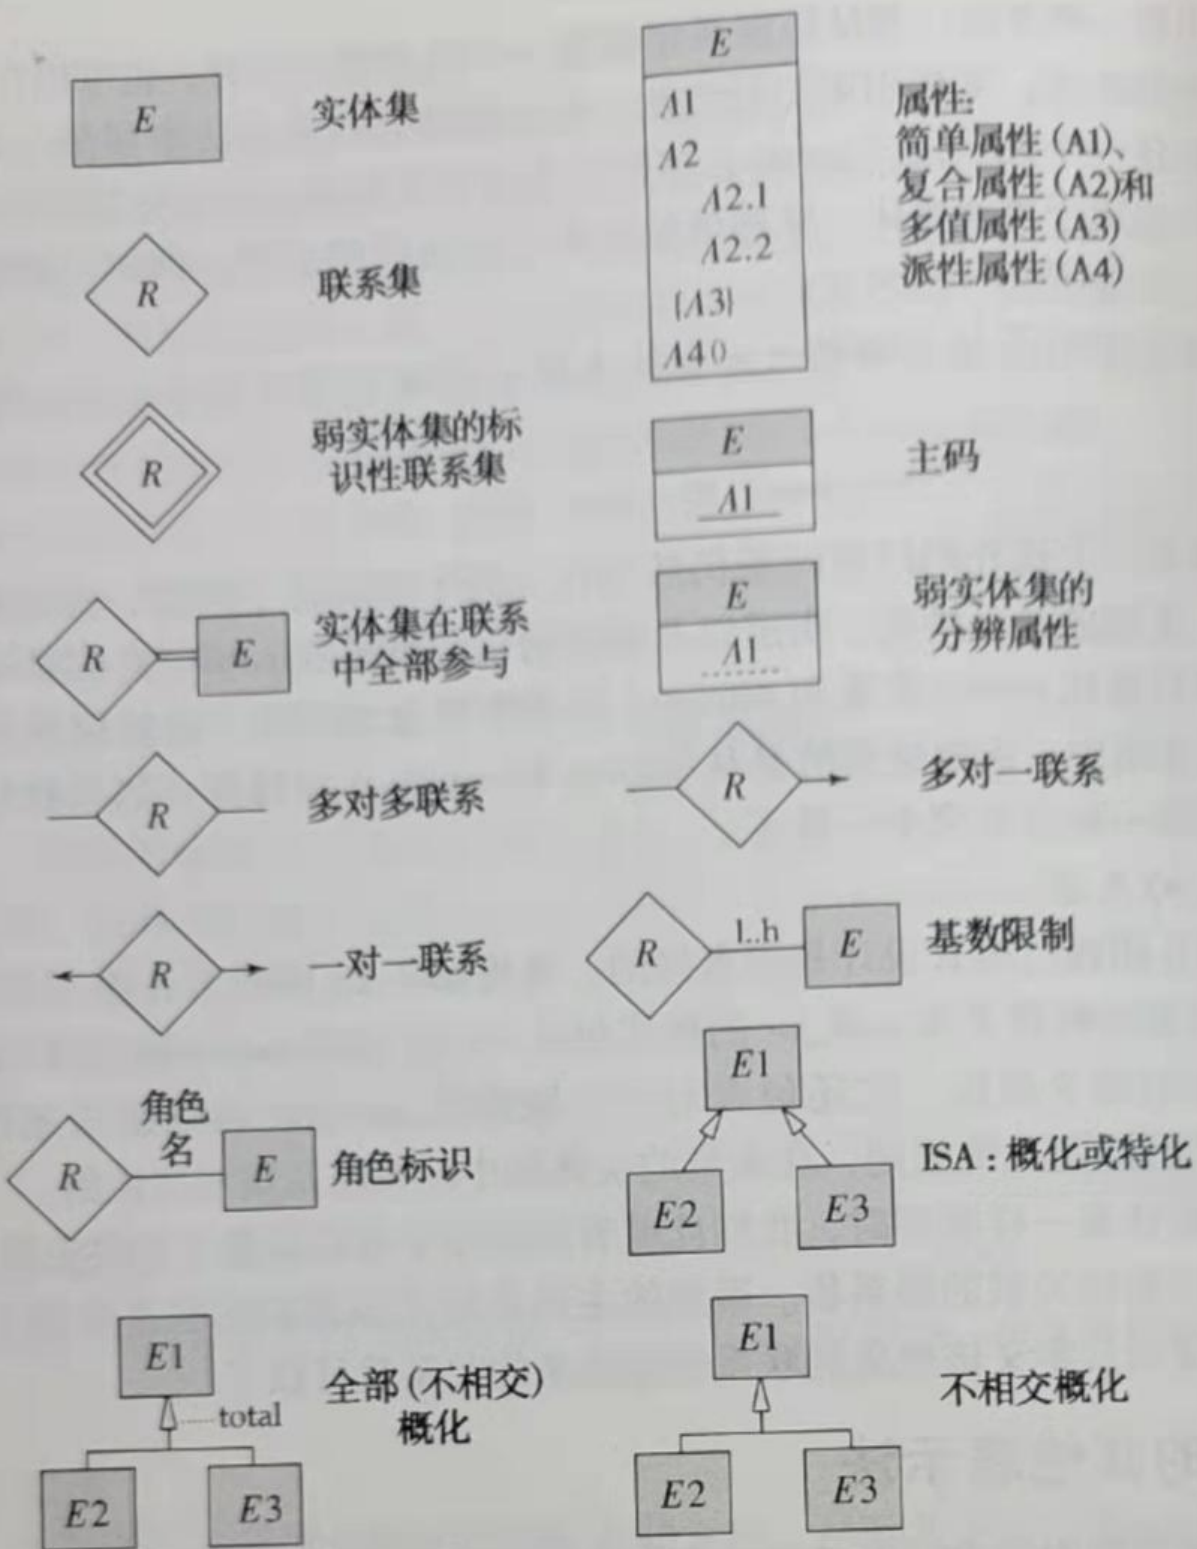 E
实体集
R
联系集
R
弱实体集的标
识性联系集
R
E
实体集在联系
中全部参与
R
多对多联系
R
一对一联系
R
角色
名
E
角色标识
E1
total
E2
E3
全部(不相交)
概化
E
A1
A2
A2.1
A2.2
{A3}
A4()
属性:
简单属性(A1)、
复合属性(A2)和
多值属性(A3)
派性属性(A4)
E
A1
主码
E
A1
弱实体集的
分辨属性
R
多对一联系
R
l..h
E
基数限制
E1
E2
E3
ISA:概化或特化
E1
E2
E3
不相交概化